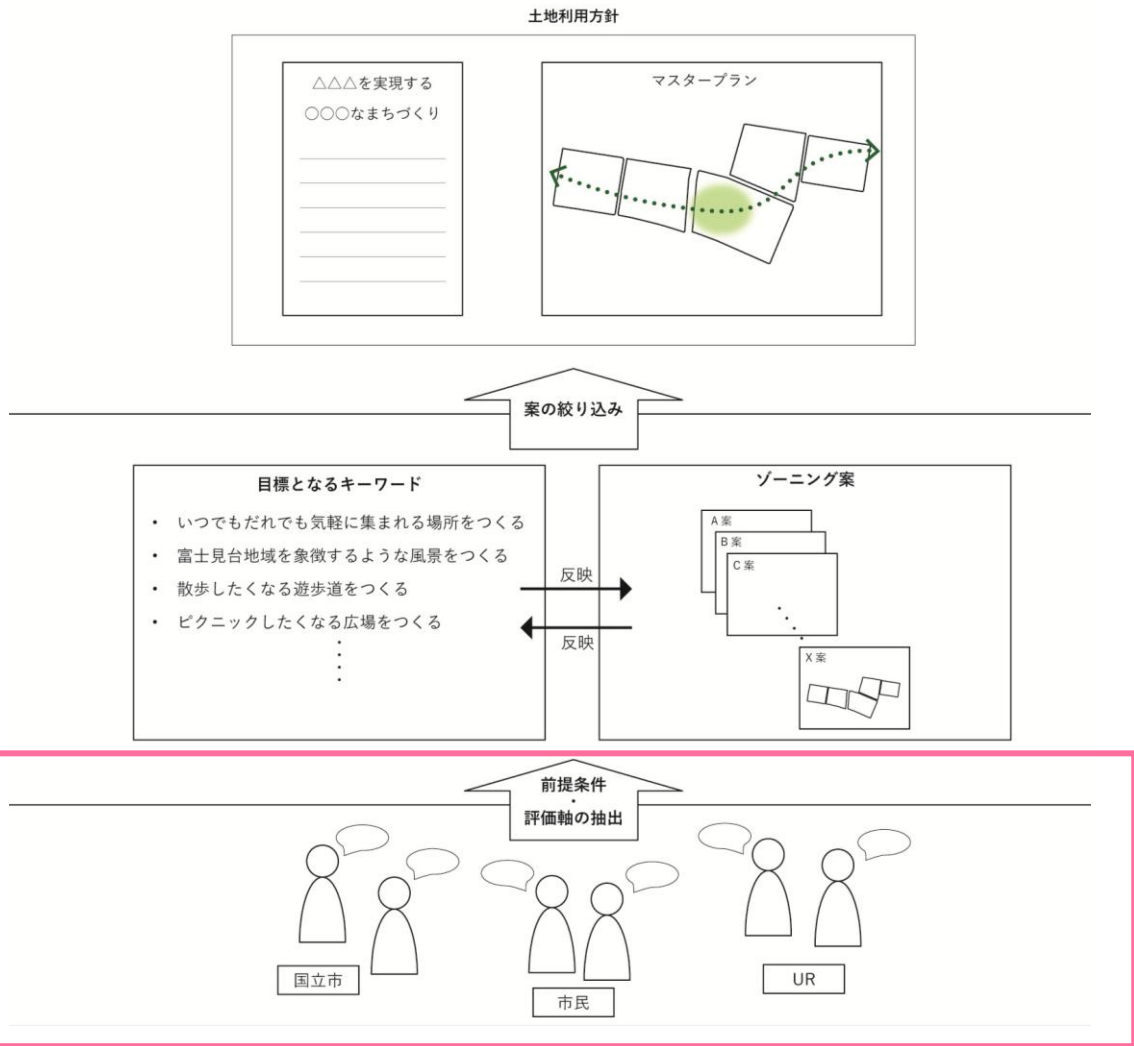 土地利用方針
△△△を実現する
○○○なまちづくり
マスタープラン
案の絞り込み
目標となるキーワード
• いつでもだれでも気軽に集まれる場所をつくる
• 富士見台地域を象徴するような風景をつくる
• 散歩したくなる遊歩道をつくる
• ピクニックしたくなる広場をつくる
反映
反映
ゾーニング案
A 案
B 案
C 案
X 案
前提条件
・
評価軸の抽出
国立市
市民
UR